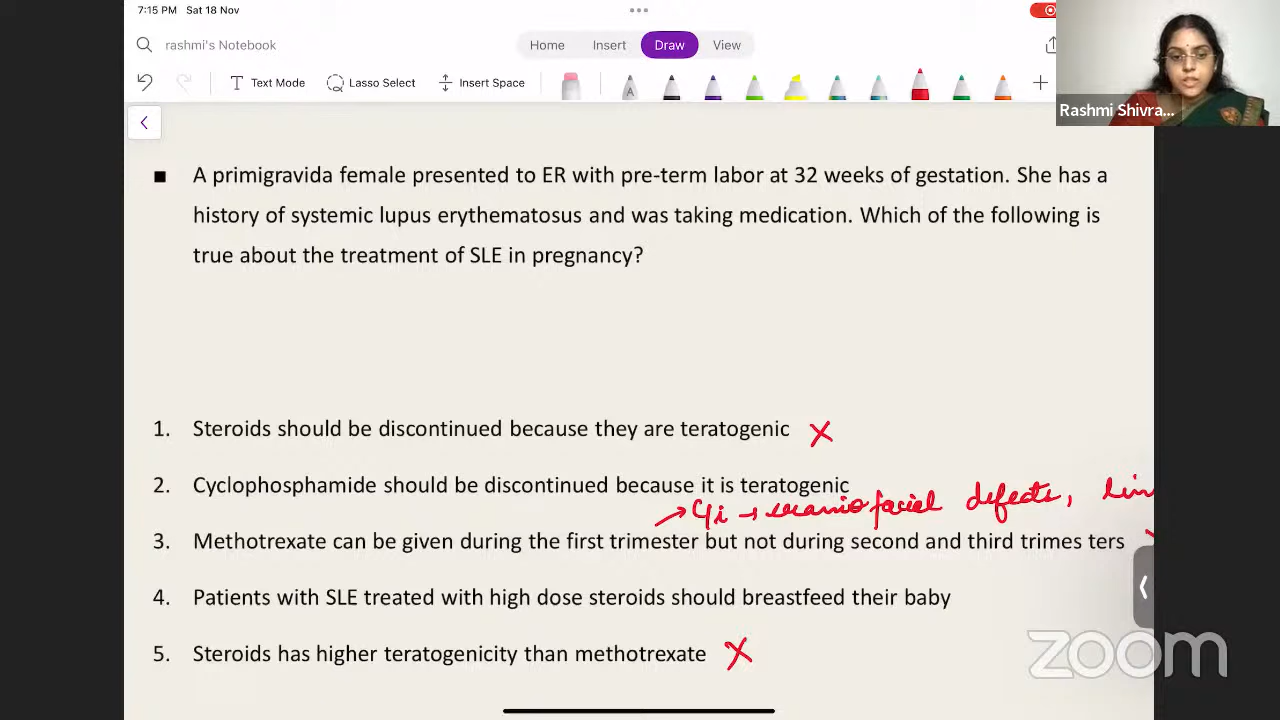 7:15 PM Sat 18 Nov
rashmi's Notebook
Home Insert Draw View
Text Mode Lasso Select Insert Space
A
Rashmi Shivra...
■ A primigravida female presented to ER with pre-term labor at 32 weeks of gestation. She has a
history of systemic lupus erythematosus and was taking medication. Which of the following is
true about the treatment of SLE in pregnancy?
1. Steroids should be discontinued because they are teratogenic X
2. Cyclophosphamide should be discontinued because it is teratogenic
→ craniofacial defects,
3. Methotrexate can be given during the first trimester but not during second and third trimes ters
4. Patients with SLE treated with high dose steroids should breastfeed their baby
5. Steroids has higher teratogenicity than methotrexate X
zoom